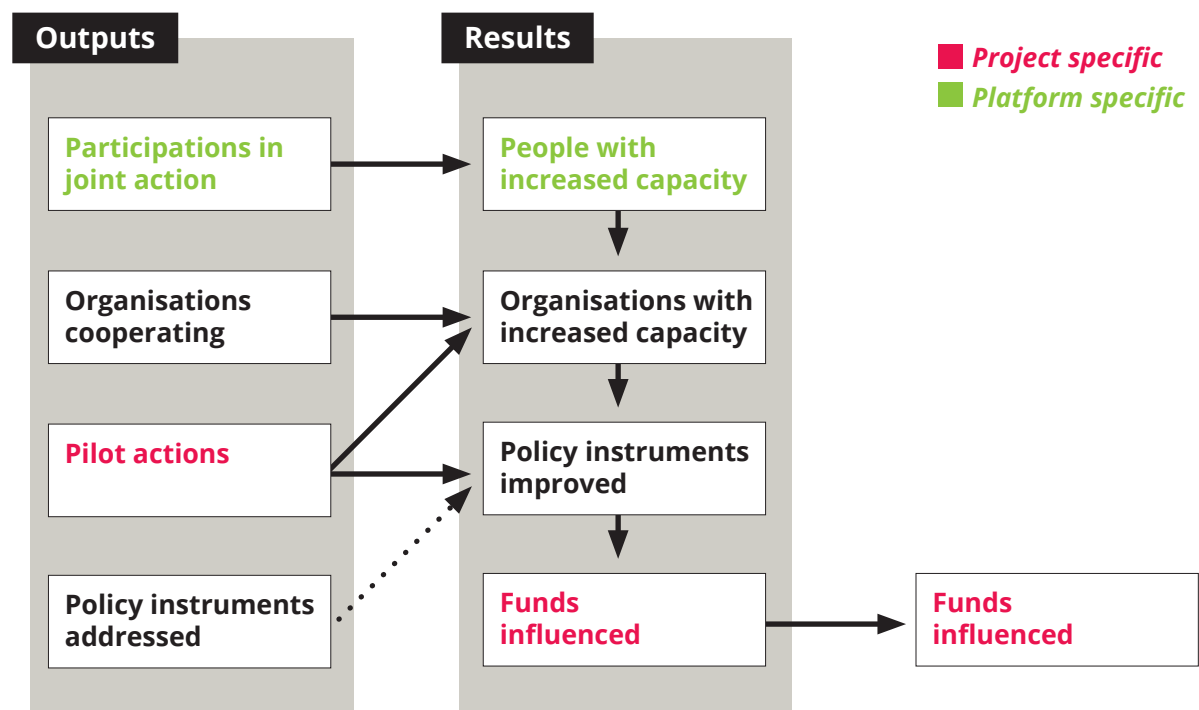 Outputs
Results
Project specific
Platform specific
Participations in
joint action
People with
increased capacity
Organisations
cooperating
Organisations with
increased capacity
Pilot actions
Policy instruments
improved
Policy instruments
addressed
Funds
influenced
Funds
influenced